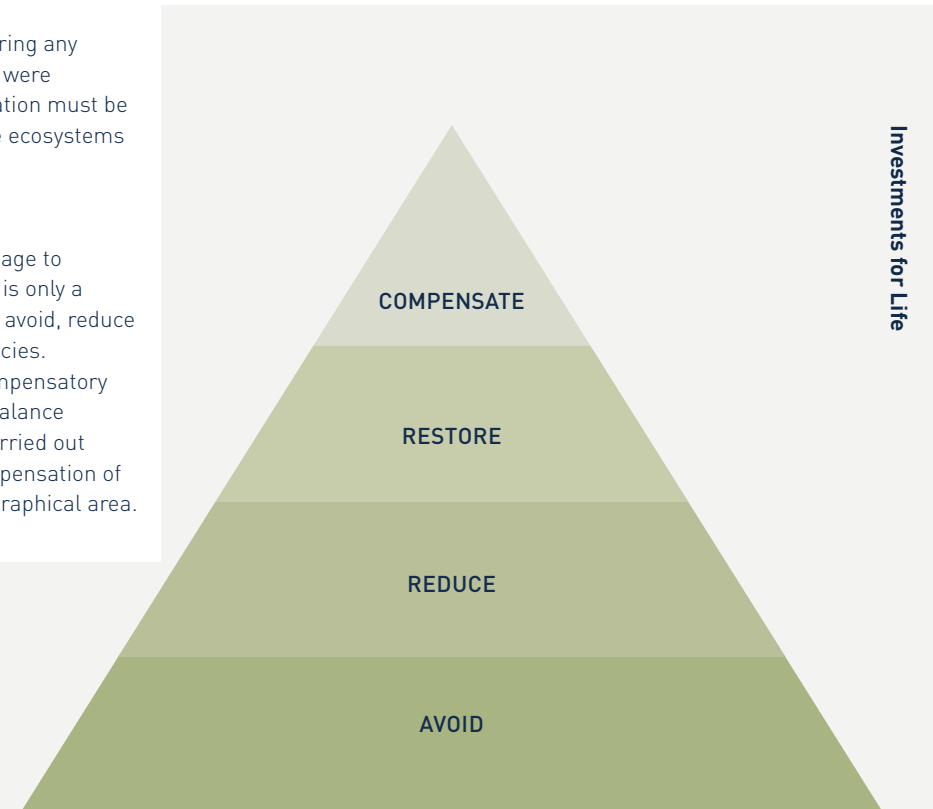 ring any
were
ation must be
ecosystems
age to
is only a
avoid, reduce
cies.
mpensatory
alance
rried out
pensation of
raphical area.
Investments for Life
COMPENSATE
RESTORE
REDUCE
AVOID